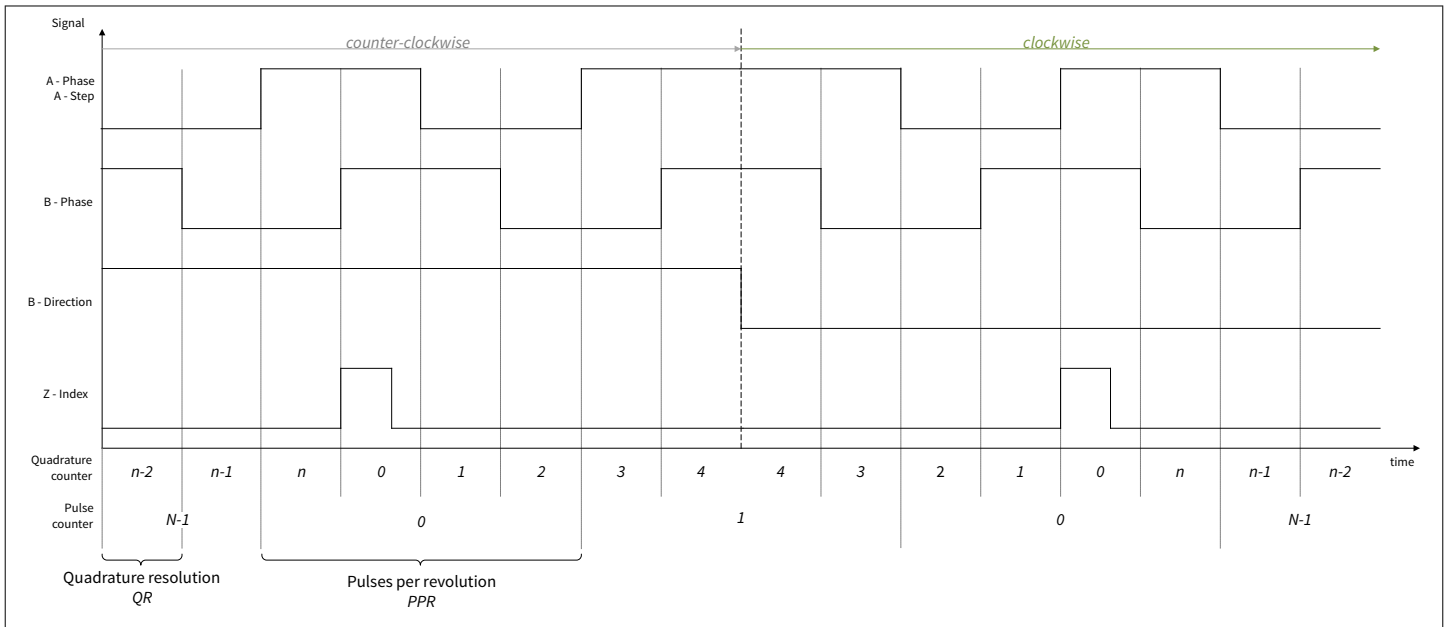 Signal
counter-clockwise clockwise
A - Phase
A - Step
B - Phase
B - Direction
Z - Index
time
Quadrature
counter
n-2 n-1 n 0 1 2 3 4 4 3 2 1 0 n n-1 n-2
Pulse
counter
N-1 0 1 0 N-1
Quadrature resolution
QR
Pulses per revolution
PPR